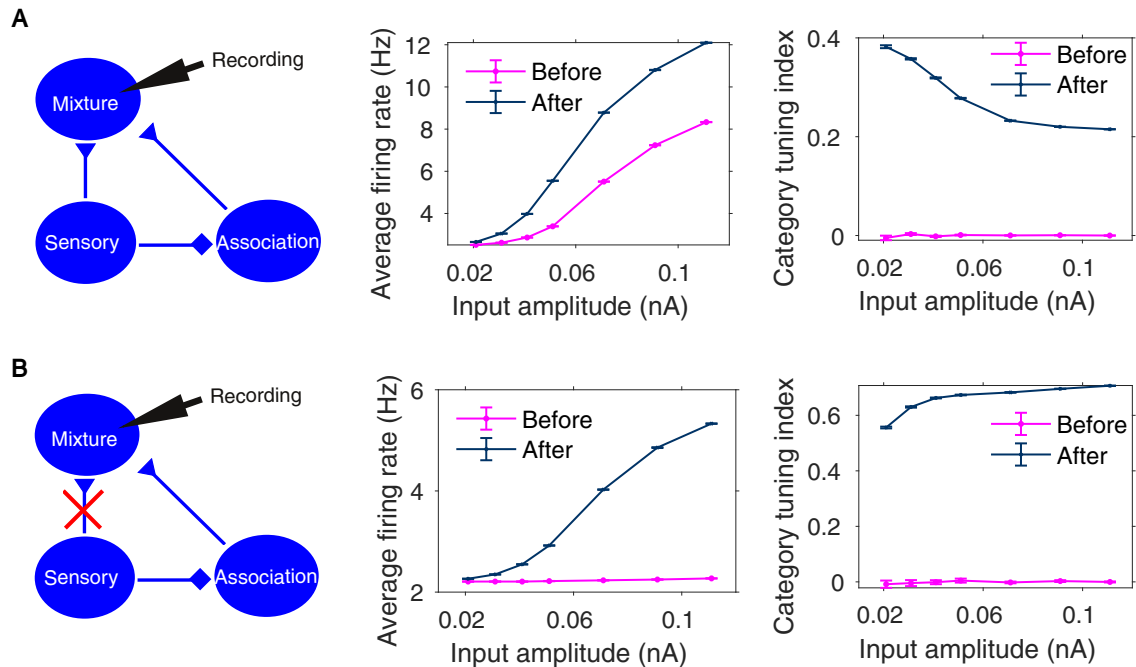 A
Recording
Mixture
Sensory
Association
Average firing rate (Hz)
12
10
8
6
4
0.02
0.06
0.1
Input amplitude (nA)
Before
After
Category tuning index
0.4
0.2
0
0.02
0.06
0.1
Input amplitude (nA)
Before
After
B
Recording
Mixture
Sensory
Association
Average firing rate (Hz)
6
4
2
0.02
0.06
0.1
Input amplitude (nA)
Before
After
Category tuning index
0.6
0.4
0.2
0
0.02
0.06
0.1
Input amplitude (nA)
Before
After